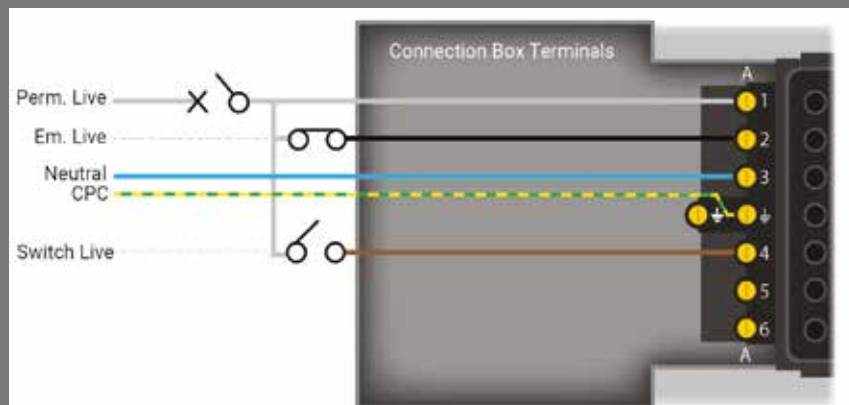 Connection Box Terminals
A
Perm. Live
1
Em. Live
2
Neutral
3
CPC
Switch Live
4
5
6
A